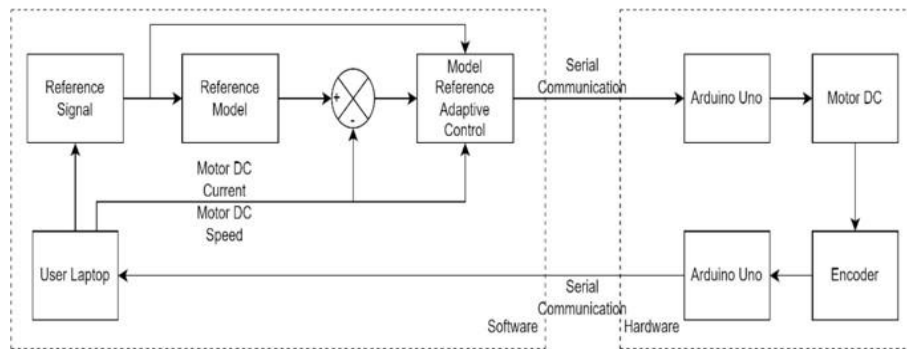 Reference
Signal
Reference
Model
+
-
Model
Reference
Adaptive
Control
Serial
Communication
Arduino Uno
Motor DC
Motor DC
Current
Motor DC
Speed
User Laptop
Serial
Communication
Arduino Uno
Encoder
Software
Hardware